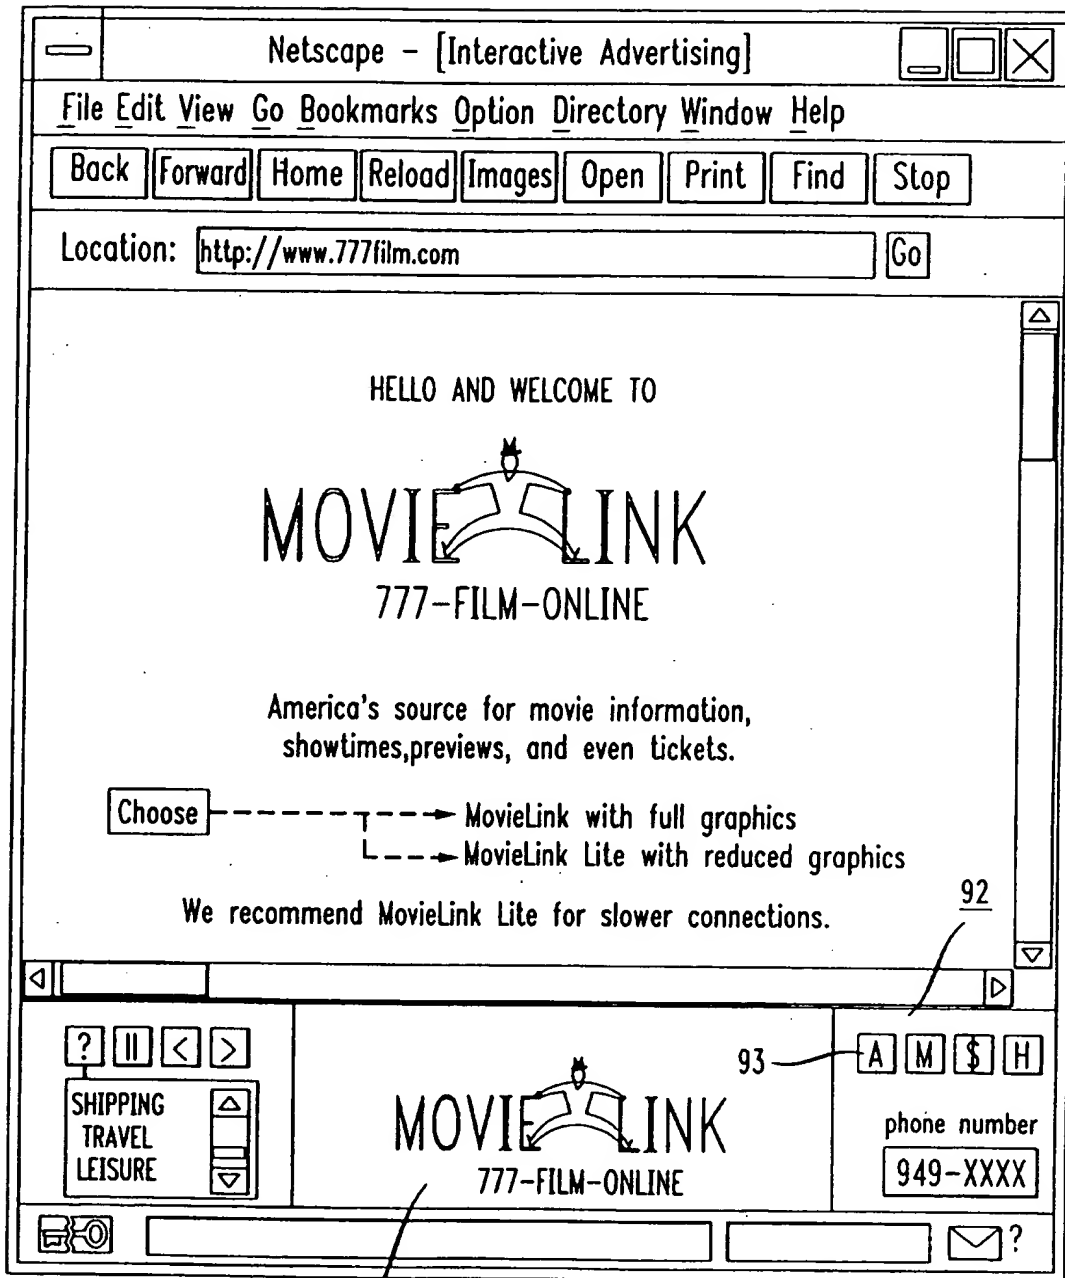 Netscape - [Interactive Advertising]
File Edit View Go Bookmarks Option Directory Window Help
Back Forward Home Reload Images Open Print Find Stop
Location: http://www.777film.com Go
HELLO AND WELCOME TO
MOVIELINK
777-FILM-ONLINE
America's source for movie information,
showtimes,previews, and even tickets.
Choose MovieLink with full graphics
MovieLink Lite with reduced graphics
We recommend MovieLink Lite for slower connections.
92
? || < >
SHIPPING
TRAVEL
LEISURE
MOVIELINK
777-FILM-ONLINE
93 A M $ H
phone number
949-XXXX
?